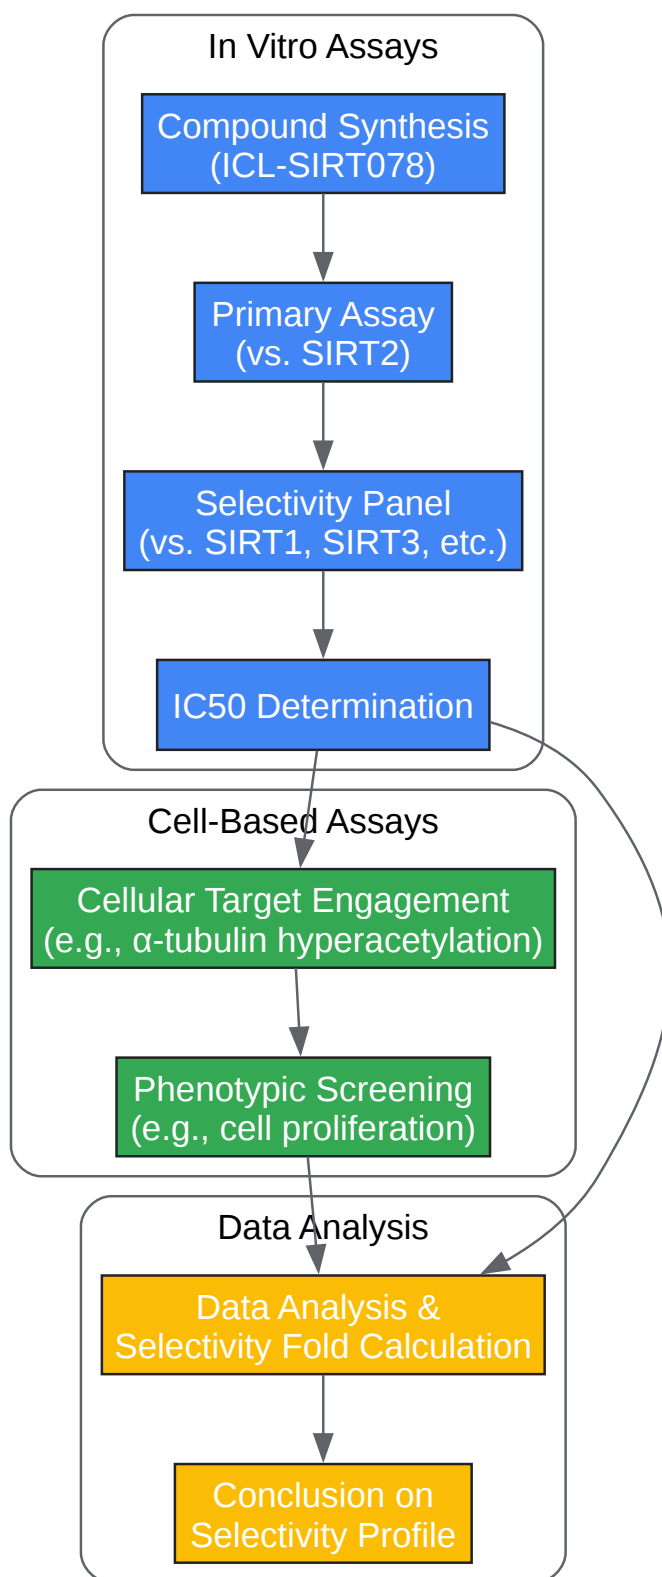 In Vitro Assays
Compound Synthesis
(ICL-SIRT078)
Primary Assay
(vs. SIRT2)
Selectivity Panel
(vs. SIRT1, SIRT3, etc.)
IC50 Determination
Cell-Based Assays
Cellular Target Engagement
(e.g., α-tubulin hyperacetylation)
Phenotypic Screening
(e.g., cell proliferation)
Data Analysis
Data Analysis &
Selectivity Fold Calculation
Conclusion on
Selectivity Profile